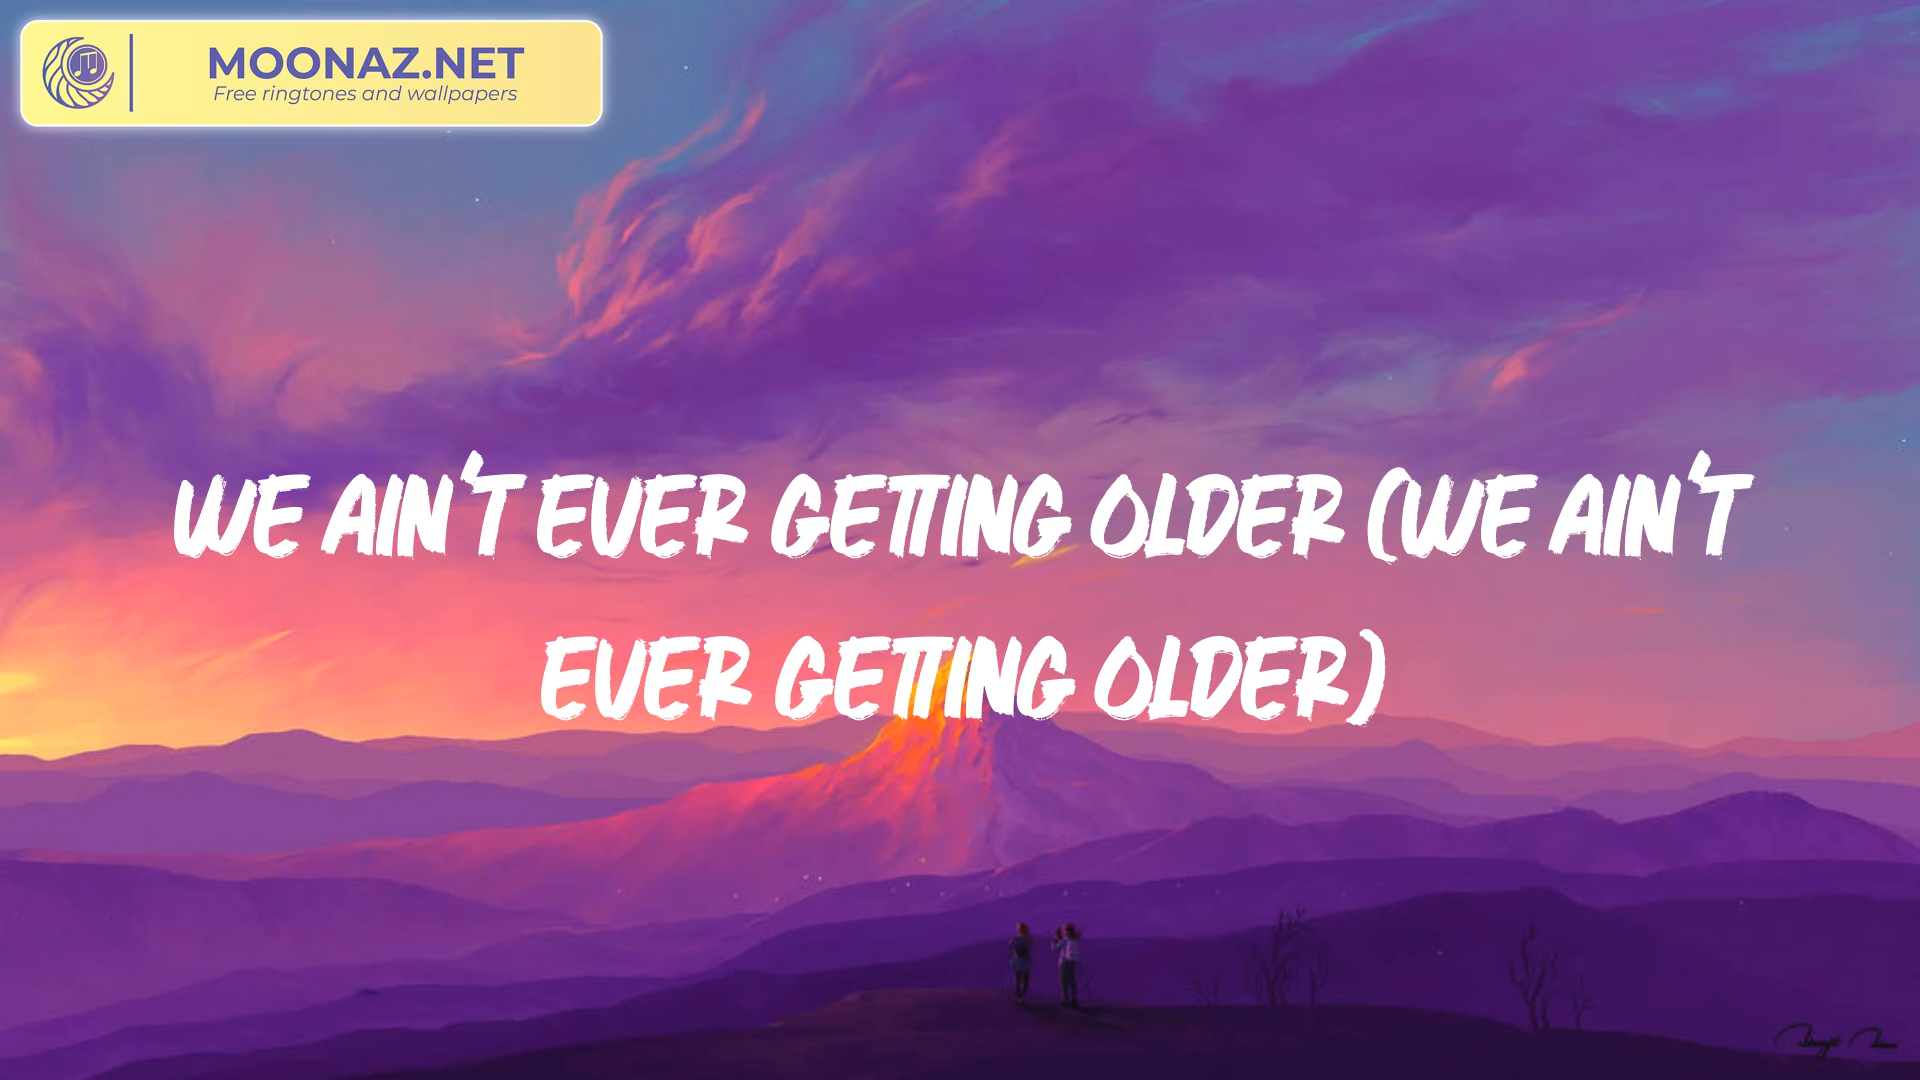 MOONAZ.NET
Free ringtones and wallpapers
WE AIN'T EVER GETTING OLDER (WE AIN'T
EVER GETTING OLDER)